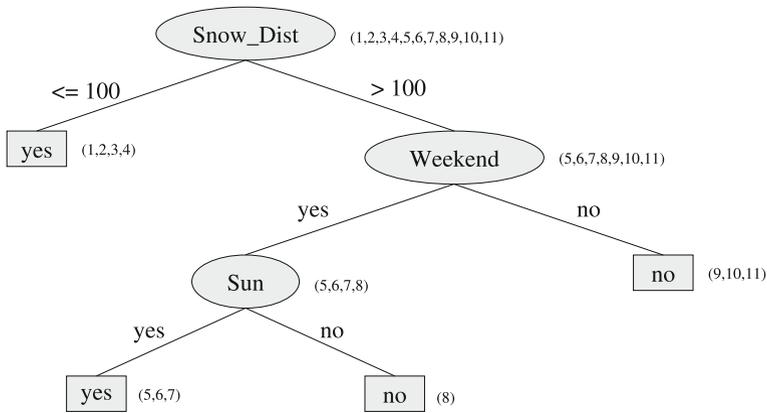 Snow_Dist (1,2,3,4,5,6,7,8,9,10,11)
<= 100 > 100
yes (1,2,3,4)
Weekend (5,6,7,8,9,10,11)
yes no
Sun (5,6,7,8)
no (9,10,11)
yes no
yes (5,6,7)
no (8)